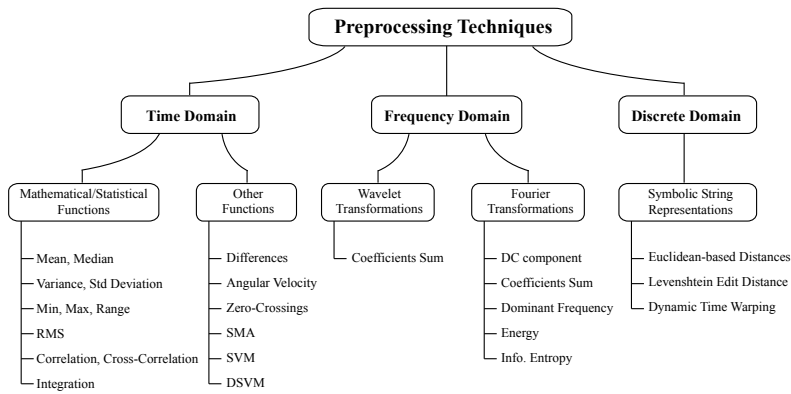 Preprocessing Techniques
Time Domain
Frequency Domain
Discrete Domain
Mathematical/Statistical
Functions
Other
Functions
Wavelet
Transformations
Fourier
Transformations
Symbolic String
Representations
Mean, Median
Variance, Std Deviation
Min, Max, Range
RMS
Correlation, Cross-Correlation
Integration
Differences
Angular Velocity
Zero-Crossings
SMA
SVM
DSVM
Coefficients Sum
DC component
Coefficients Sum
Dominant Frequency
Energy
Info. Entropy
Euclidean-based Distances
Levenshtein Edit Distance
Dynamic Time Warping